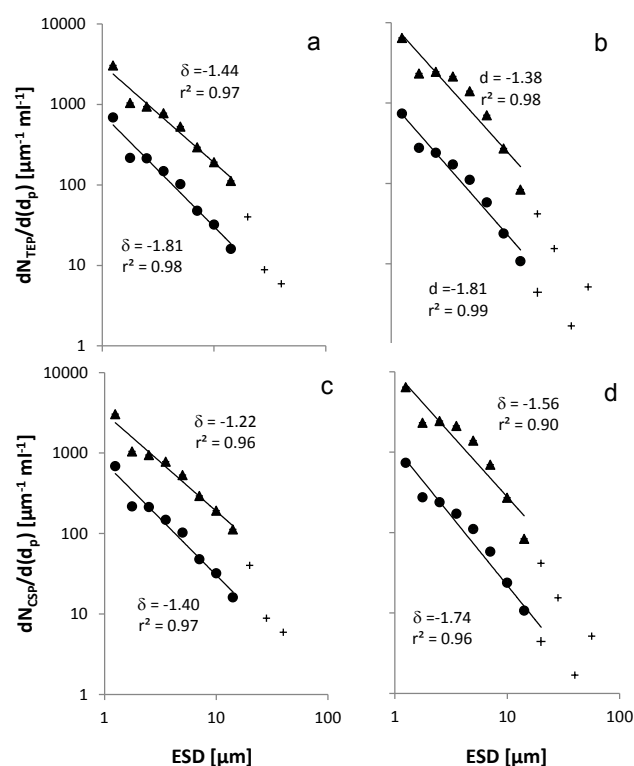 a
b
dN_TEP/d(d_p) [µm⁻¹ ml⁻¹]
10000
1000
100
10
1
δ =-1.44
r² = 0.97
δ =-1.81
r² = 0.98
d = -1.38
r² = 0.98
d =-1.81
r² = 0.99
1 10 100
c
d
dN_CSP/d(d_p) [µm⁻¹ ml⁻¹]
10000
1000
100
10
1
δ = -1.22
r² = 0.96
δ = -1.40
r² = 0.97
δ = -1.56
r² = 0.90
δ = -1.74
r² = 0.96
1 10 100
1 10 100
ESD [µm]
ESD [µm]